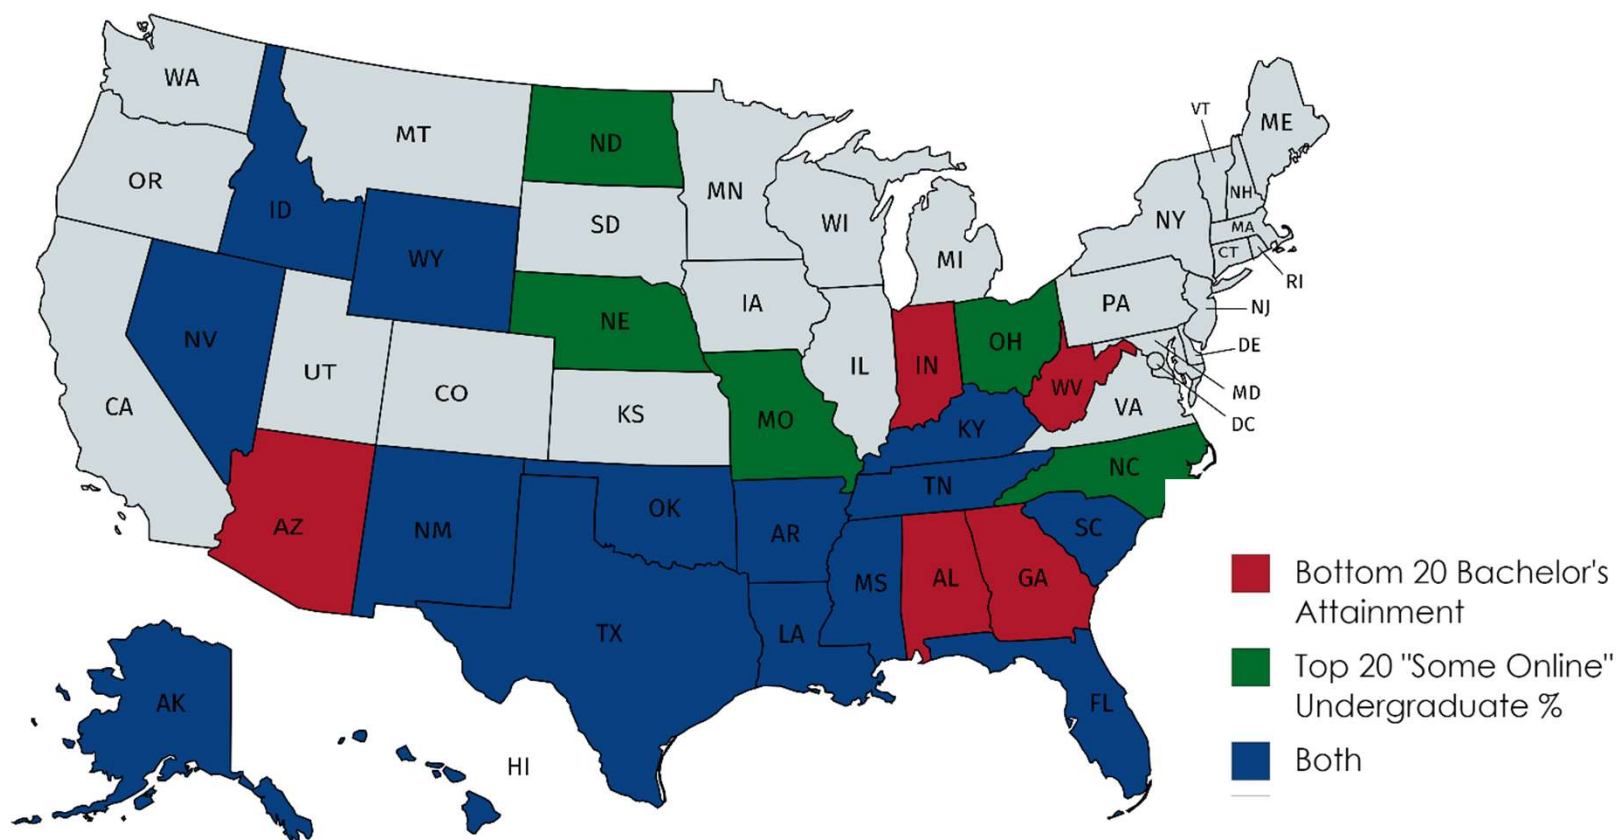 WA
MT
ND
MN
OR
ID
WY
SD
WI
MI
NY
VT
NH
ME
MA
CT
RI
NV
UT
CO
NE
IA
IL
IN
OH
PA
NJ
DE
MD
DC
CA
KS
MO
KY
WV
VA
AZ
NM
OK
AR
TN
NC
SC
TX
LA
MS
AL
GA
FL
AK
HI
Bottom 20 Bachelor's
Attainment
Top 20 "Some Online"
Undergraduate %
Both